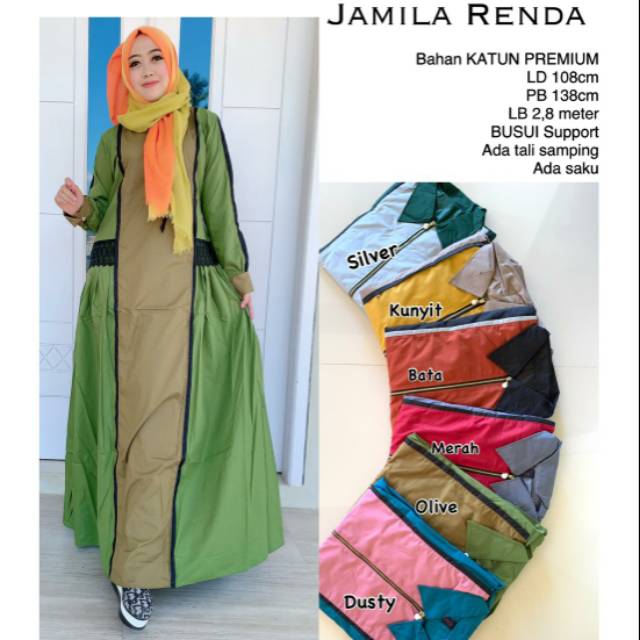 JAMILA RENDA
Bahan KATUN PREMIUM
LD 108cm
PB 138cm
LB 2,8 meter
BUSUI Support
Ada tali samping
Ada saku
Silver
Kunyit
Bata
Merah
Olive
Dusty